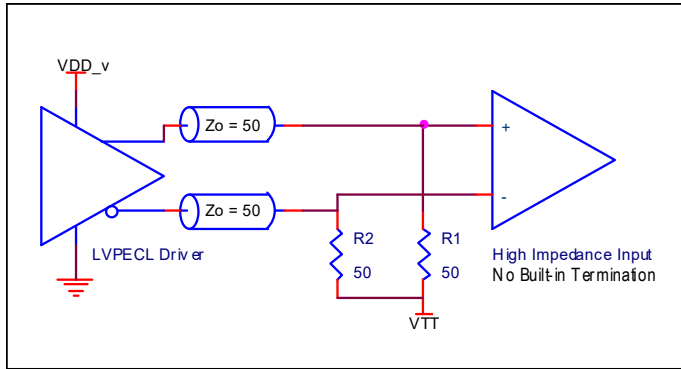 VDD_v
Zo = 50
+
Zo = 50
-
R2
R1
LVPECL Driver
50
50
High Impedance Input
No Built-in Termination
VTT